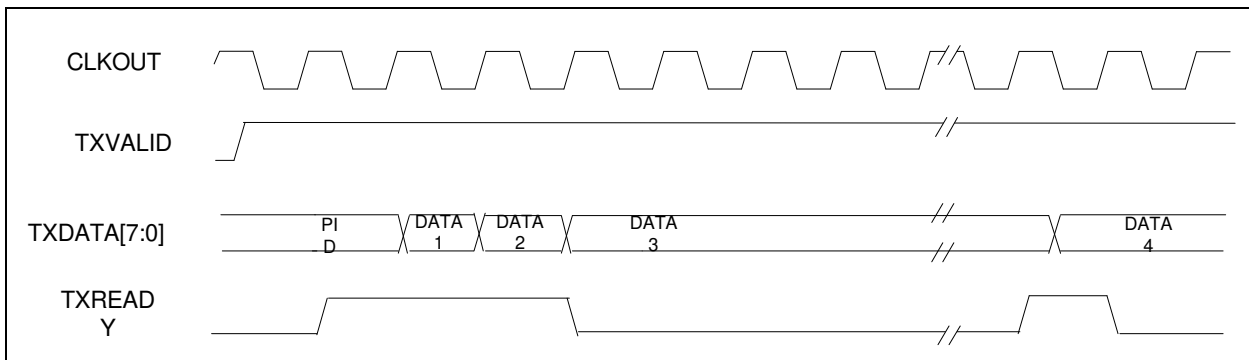 CLKOUT
TXVALID
TXDATA[7:0]
PI
D
DATA
1
DATA
2
DATA
3
DATA
4
TXREAD
Y